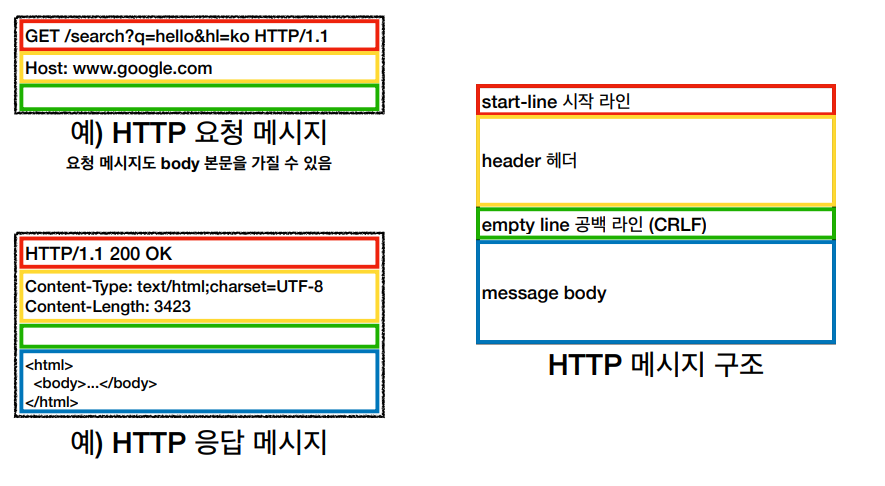 GET /search?q=hello&hl=ko HTTP/1.1
Host: www.google.com
예) HTTP 요청 메시지
요청 메시지도 body 본문을 가질 수 있음
HTTP/1.1 200 OK
Content-Type: text/html;charset=UTF-8
Content-Length: 3423
<html>
<body>...</body>
</html>
예) HTTP 응답 메시지
start-line 시작 라인
header 헤더
empty line 공백 라인 (CRLF)
message body
HTTP 메시지 구조